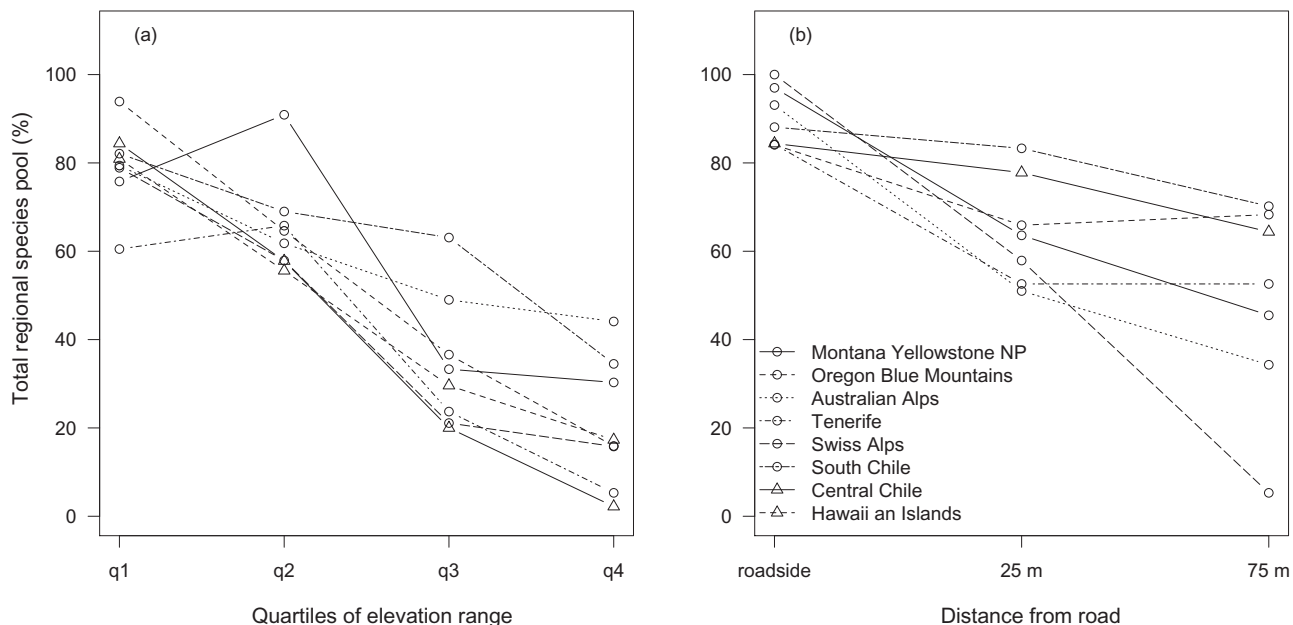 (a)
Total regional species pool (%)
100
80
60
40
20
0
q1 q2 q3 q4
Quartiles of elevation range
(b)
100
80
60
40
20
0
Montana Yellowstone NP
Oregon Blue Mountains
Australian Alps
Tenerife
Swiss Alps
South Chile
Central Chile
Hawaii an Islands
roadside 25 m 75 m
Distance from road